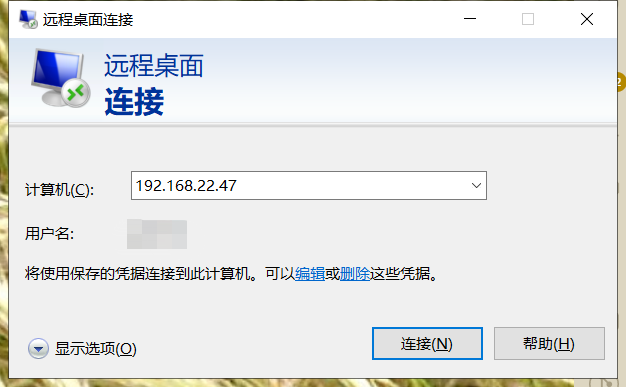 远程桌面连接
远程桌面
连接
计算机(C):
192.168.22.47
用户名:
将使用保存的凭据连接到此计算机。可以编辑或删除这些凭据。
显示选项(O)
连接(N)
帮助(H)